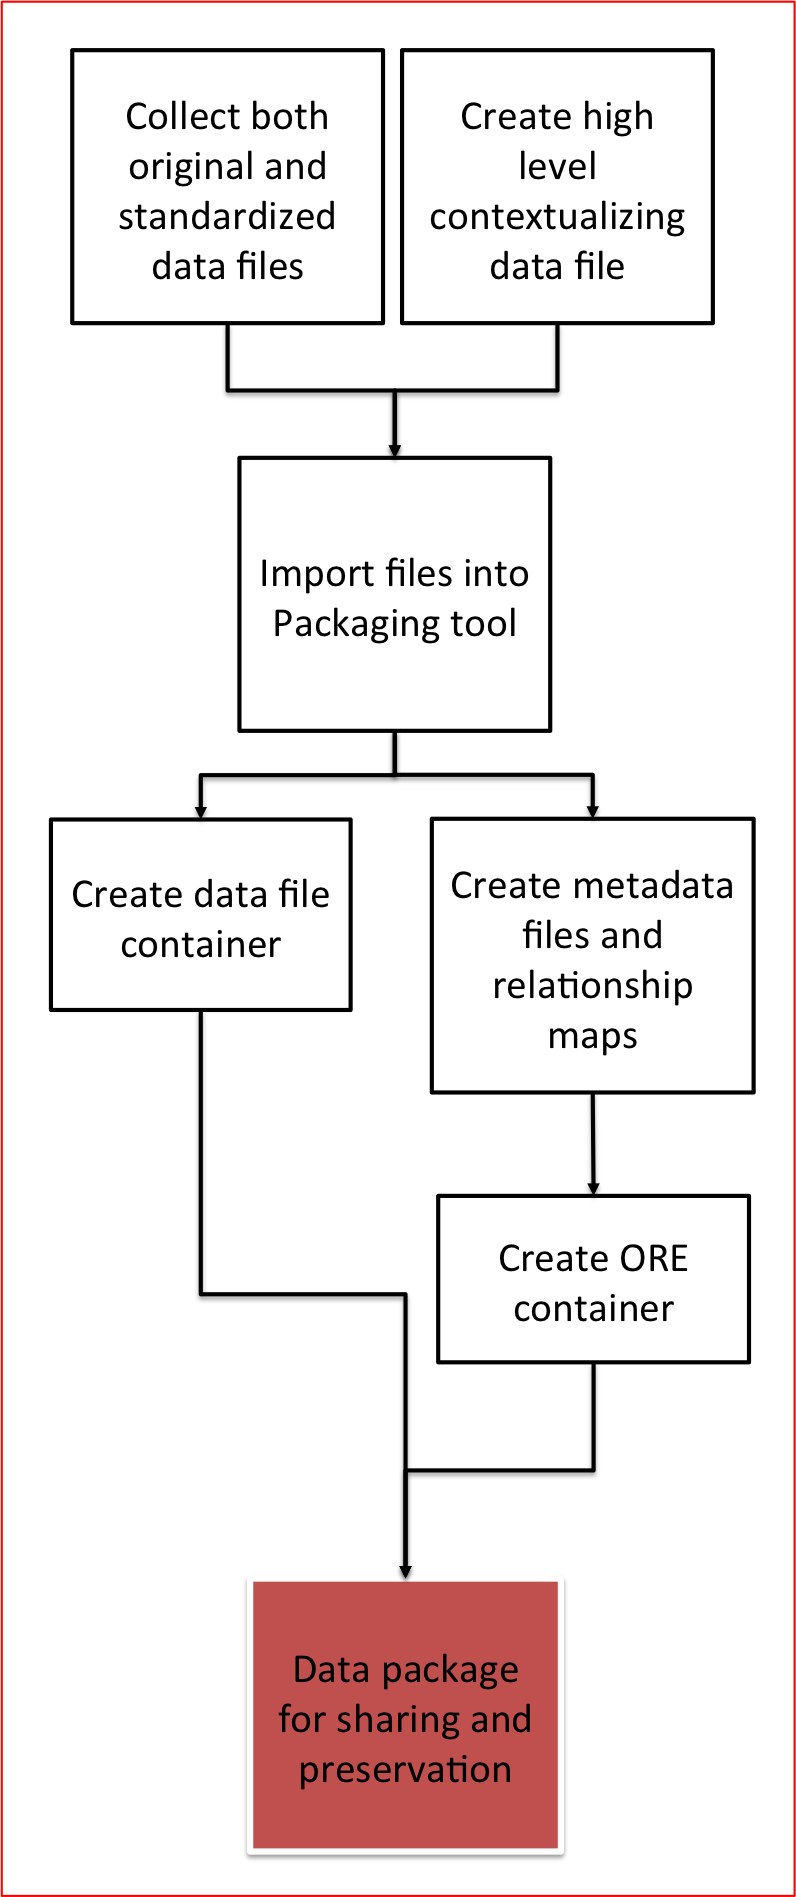 Collect both
original and
standardized
data files
Create high
level
contextualizing
data file
Import files into
Packaging tool
Create data file
container
Create metadata
files and
relationship
maps
Create ORE
container
Data package
for sharing and
preservation